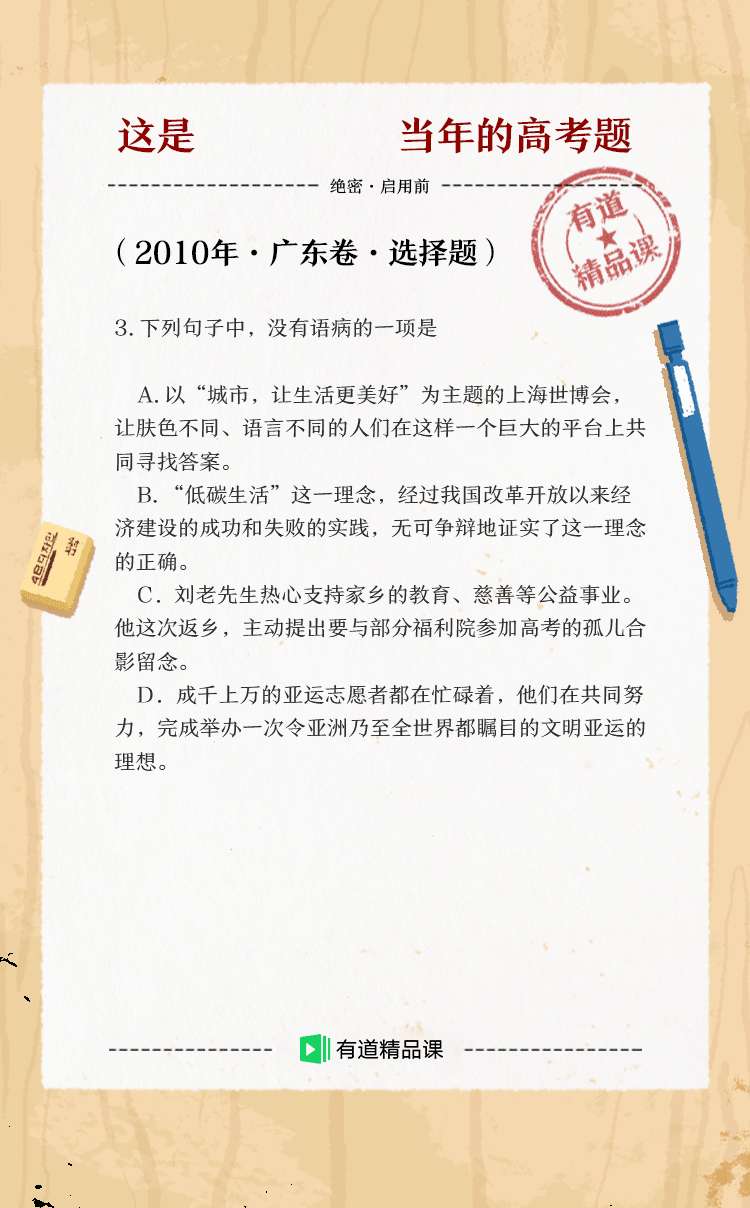 这是 当年的高考题
绝密·启用前
有道
精品课
（2010年·广东卷·选择题）
3. 下列句子中，没有语病的一项是
A. 以“城市，让生活更美好”为主题的上海世博会，
让肤色不同、语言不同的人们在这样一个巨大的平台上共
同寻找答案。
B. “低碳生活”这一理念，经过我国改革开放以来经
济建设的成功和失败的实践，无可争辩地证实了这一理念
的正确。
C. 刘老先生热心支持家乡的教育、慈善等公益事业。
他这次返乡，主动提出要与部分福利院参加高考的孤儿合
影留念。
D. 成千上万的亚运志愿者都在忙碌着，他们在共同努
力，完成举办一次令亚洲乃至全世界都瞩目的文明亚运的
理想。
有道精品课